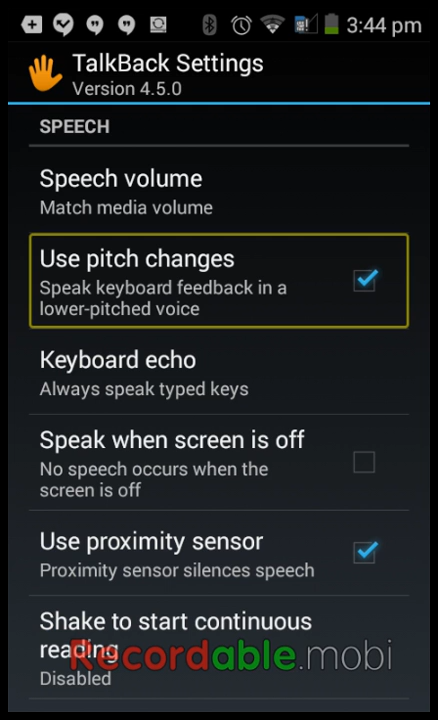 3:44 pm
TalkBack Settings
Version 4.5.0
SPEECH
Speech volume
Match media volume
Use pitch changes
Speak keyboard feedback in a
lower-pitched voice
Keyboard echo
Always speak typed keys
Speak when screen is off
No speech occurs when the
screen is off
Use proximity sensor
Proximity sensor silences speech
Shake to start continuous
reading
Recordable.mobi
Disabled